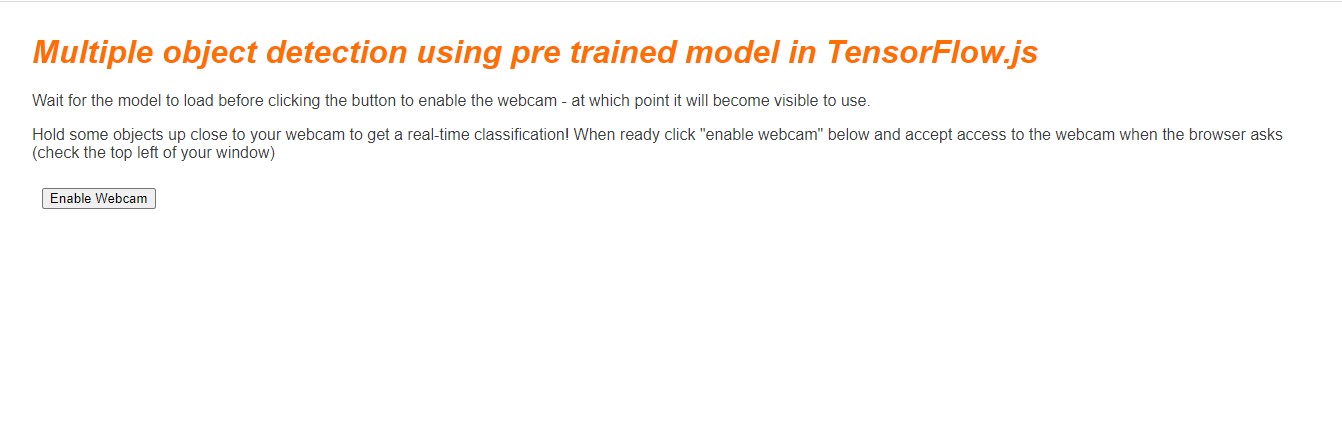 Multiple object detection using pre trained model in TensorFlow.js
Wait for the model to load before clicking the button to enable the webcam - at which point it will become visible to use.
Hold some objects up close to your webcam to get a real-time classification! When ready click "enable webcam" below and accept access to the webcam when the browser asks
(check the top left of your window)
Enable Webcam